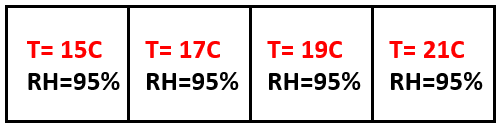 T= 15C
RH=95%
T= 17C
RH=95%
T= 19C
RH=95%
T= 21C
RH=95%